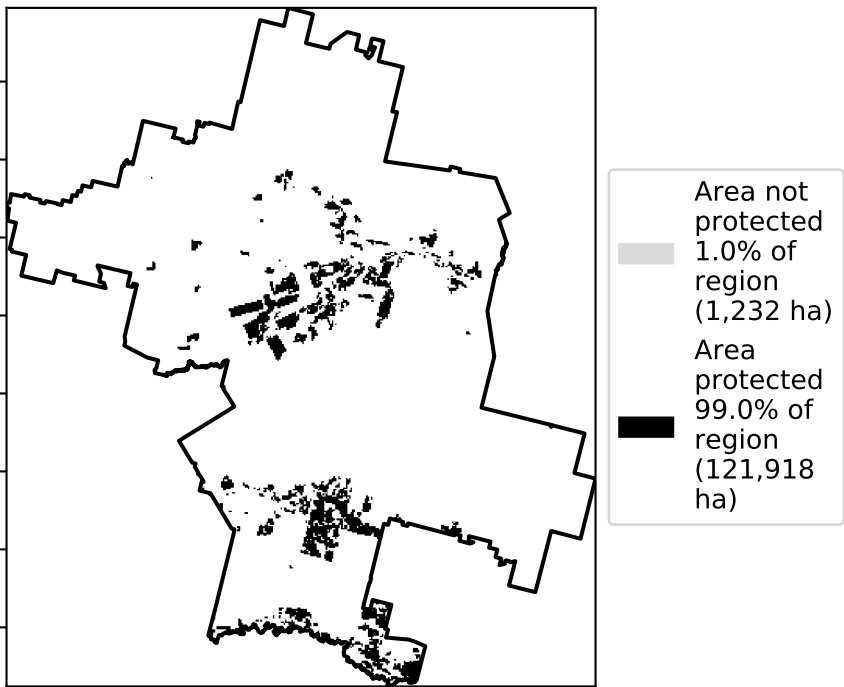 Area not
protected
1.0% of
region
(1,232 ha)
Area
protected
99.0% of
region
(121,918
ha)